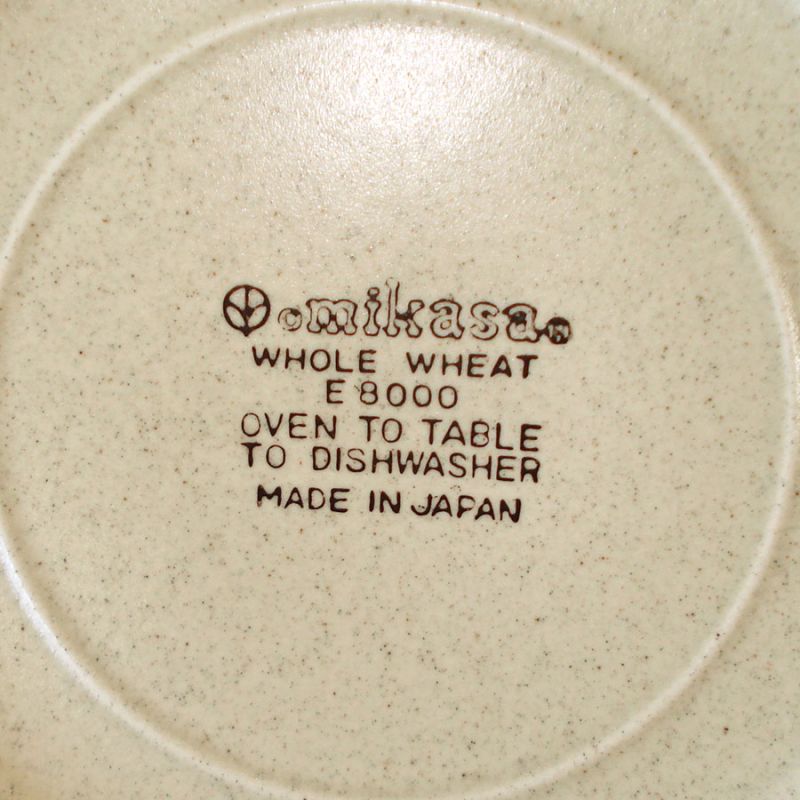 mikasa
WHOLE WHEAT
E 8000
OVEN TO TABLE
TO DISHWASHER
MADE IN JAPAN